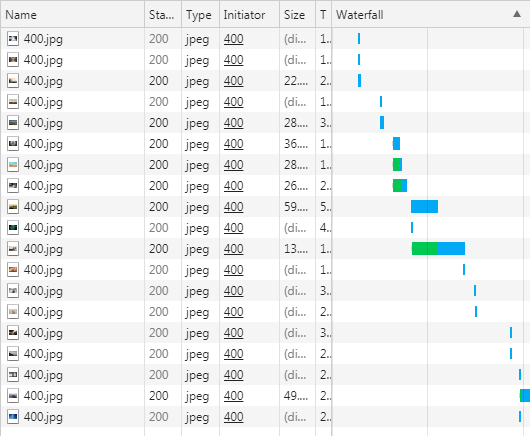 Name Sta... Type Initiator Size T Waterfall
400.jpg 200 jpeg 400 (di... 1..
400.jpg 200 jpeg 400 (di... 1..
400.jpg 200 jpeg 400 22.... 2..
400.jpg 200 jpeg 400 (di... 1..
400.jpg 200 jpeg 400 28.... 3..
400.jpg 200 jpeg 400 36.... 1..
400.jpg 200 jpeg 400 28.... 1..
400.jpg 200 jpeg 400 26.... 2..
400.jpg 200 jpeg 400 59.... 5..
400.jpg 200 jpeg 400 (di... 4..
400.jpg 200 jpeg 400 13.... 1..
400.jpg 200 jpeg 400 (di... 1..
400.jpg 200 jpeg 400 (di... 3..
400.jpg 200 jpeg 400 (di... 2..
400.jpg 200 jpeg 400 (di... 3..
400.jpg 200 jpeg 400 (di... 2..
400.jpg 200 jpeg 400 (di... 2..
400.jpg 200 jpeg 400 49.... 2..
400.jpg 200 jpeg 400 (di... 2..